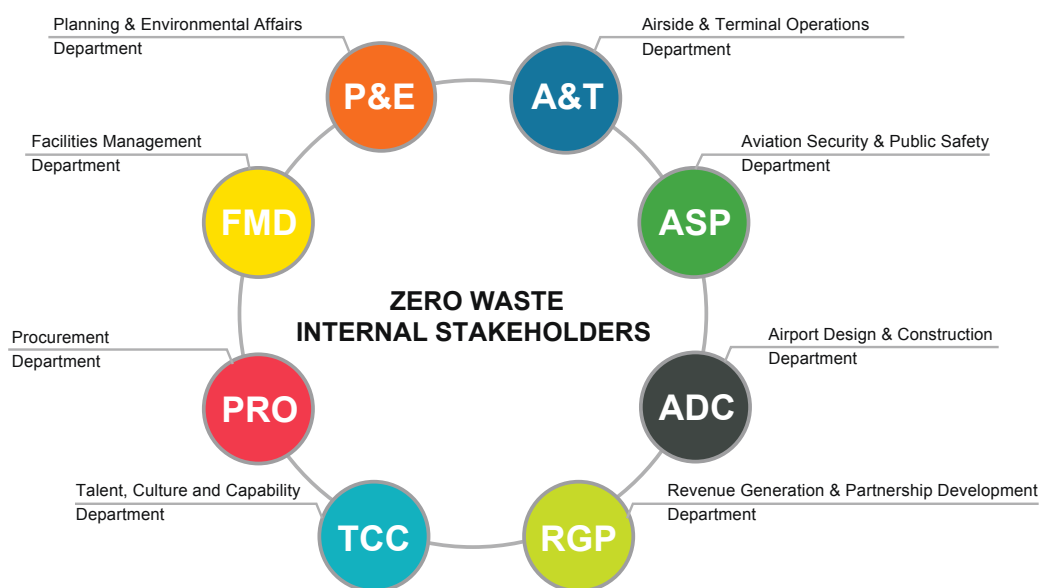 Planning & Environmental Affairs
Department
Airside & Terminal Operations
Department
P&E
A&T
Facilities Management
Department
Aviation Security & Public Safety
Department
FMD
ASP
ZERO WASTE
INTERNAL STAKEHOLDERS
Procurement
Department
Airport Design & Construction
Department
PRO
ADC
Talent, Culture and Capability
Department
Revenue Generation & Partnership Development
Department
TCC
RGP